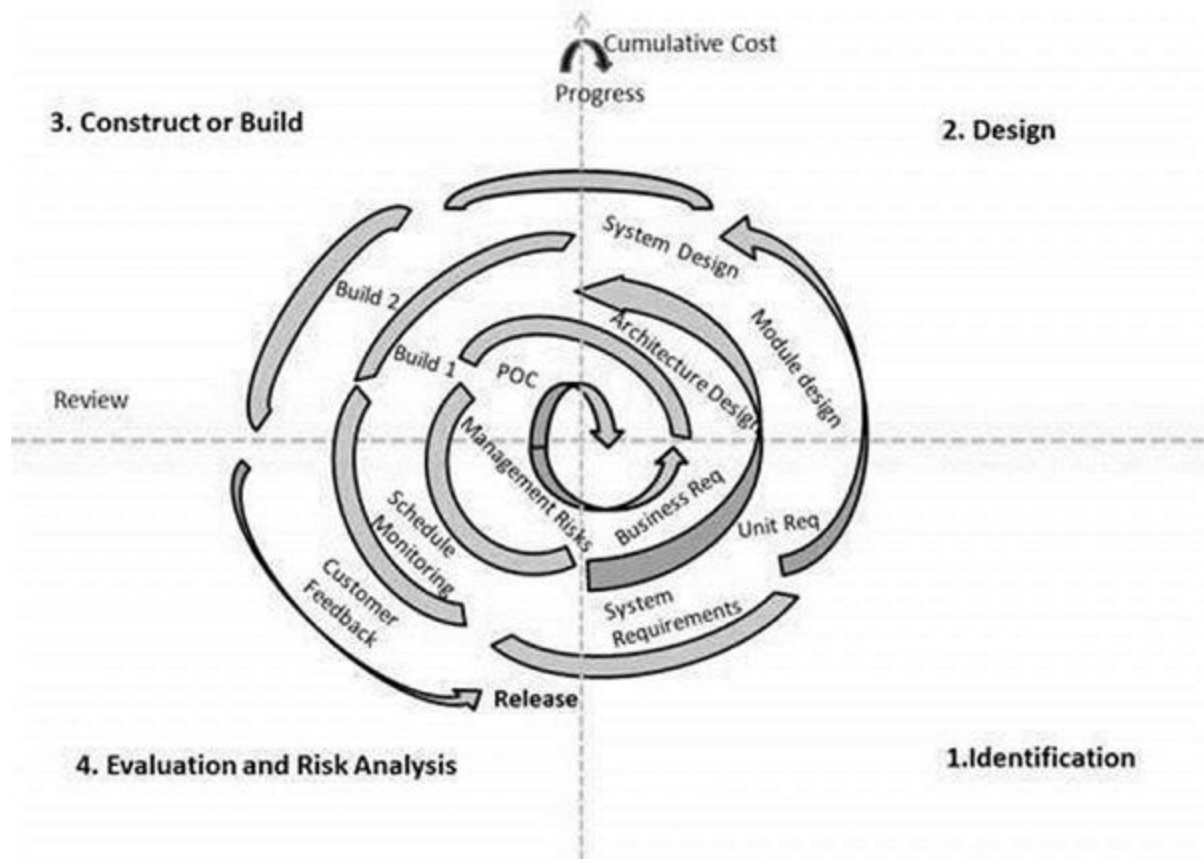 Cumulative Cost
Progress
3. Construct or Build
2. Design
System Design
Build 2
Module design
Architecture Design
Build 1
POC
Review
Management Risks
Business Req
Unit Req
Schedule
Monitoring
System
Requirements
Customer
Feedback
Release
4. Evaluation and Risk Analysis
1.Identification